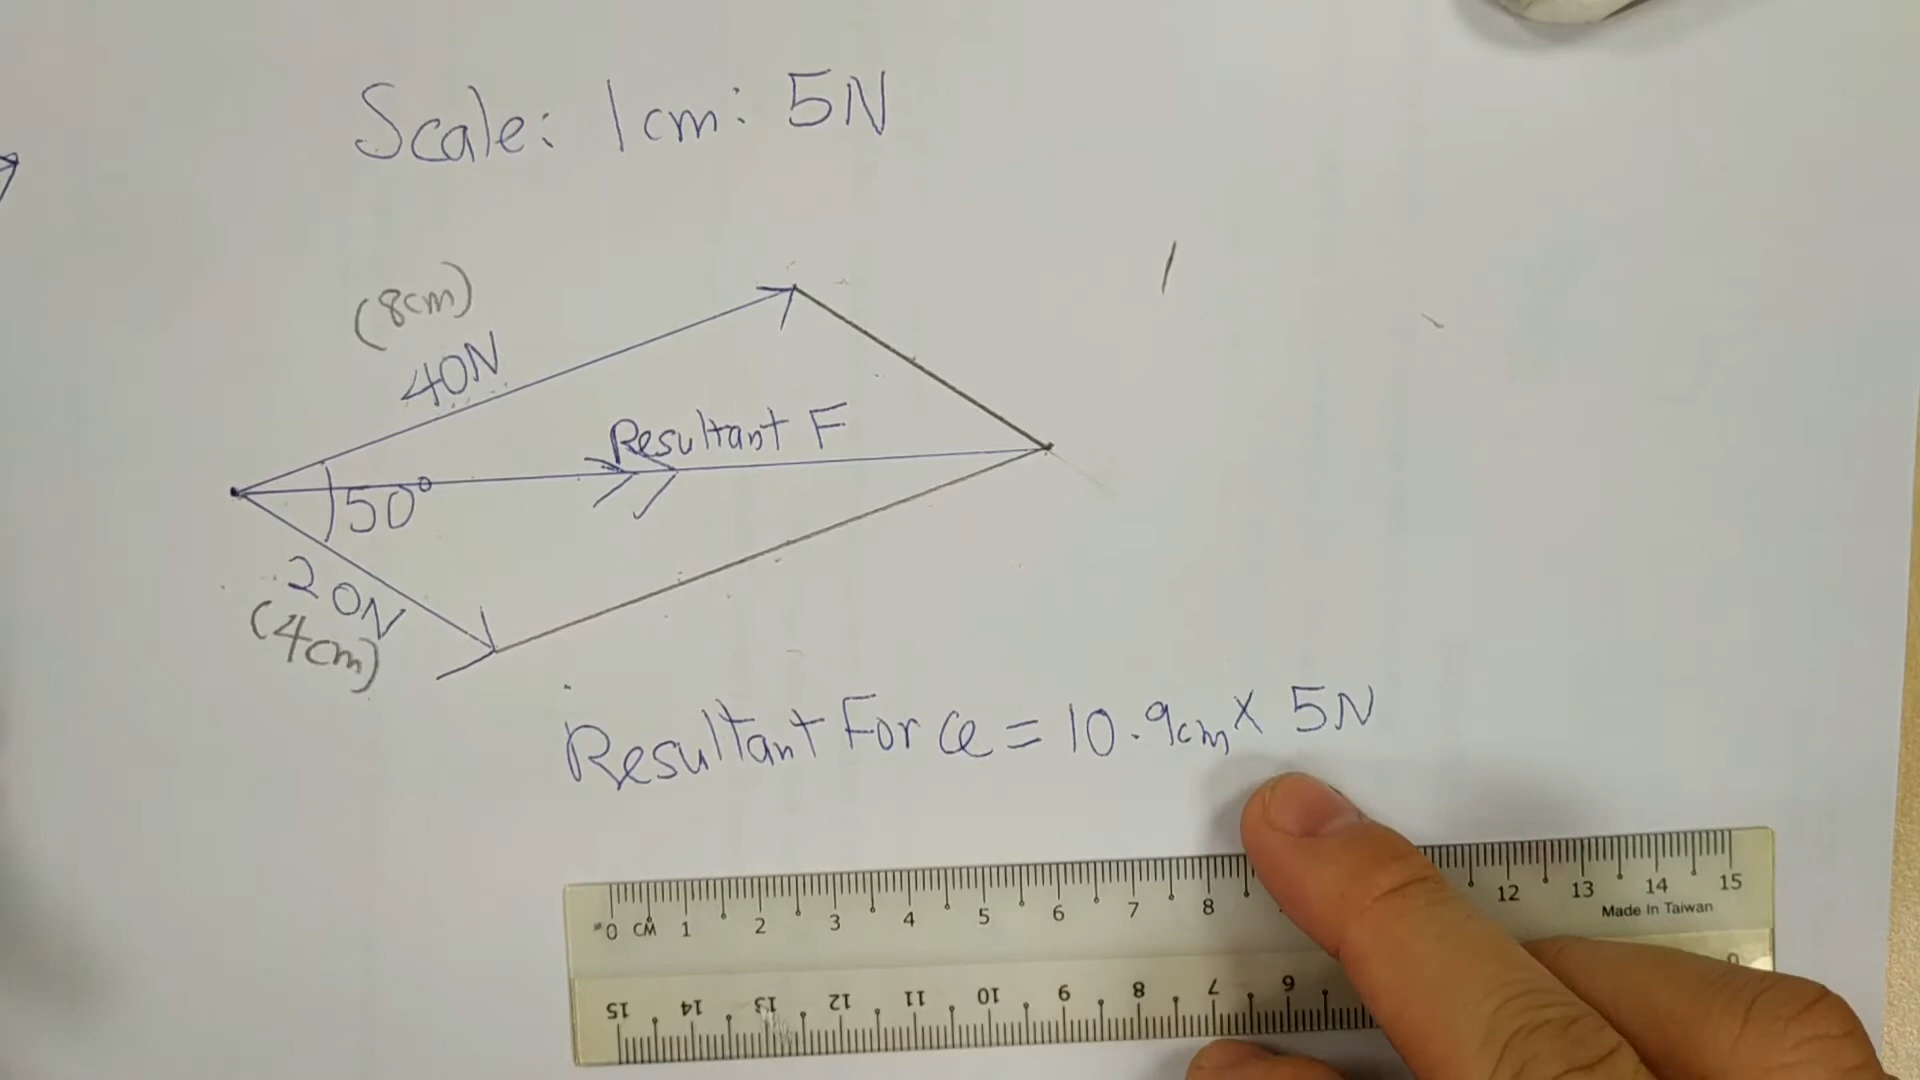 Scale: 1cm: 5N
(8cm)
40N
Resultant F
50°
20N
(4cm)
Resultant Force = 10.9cm x 5N
0 CM 1 2 3 4 5 6 7 8 12 13 14 15
Made In Taiwan
15 14 13 12 11 10 9 8 7 6 0